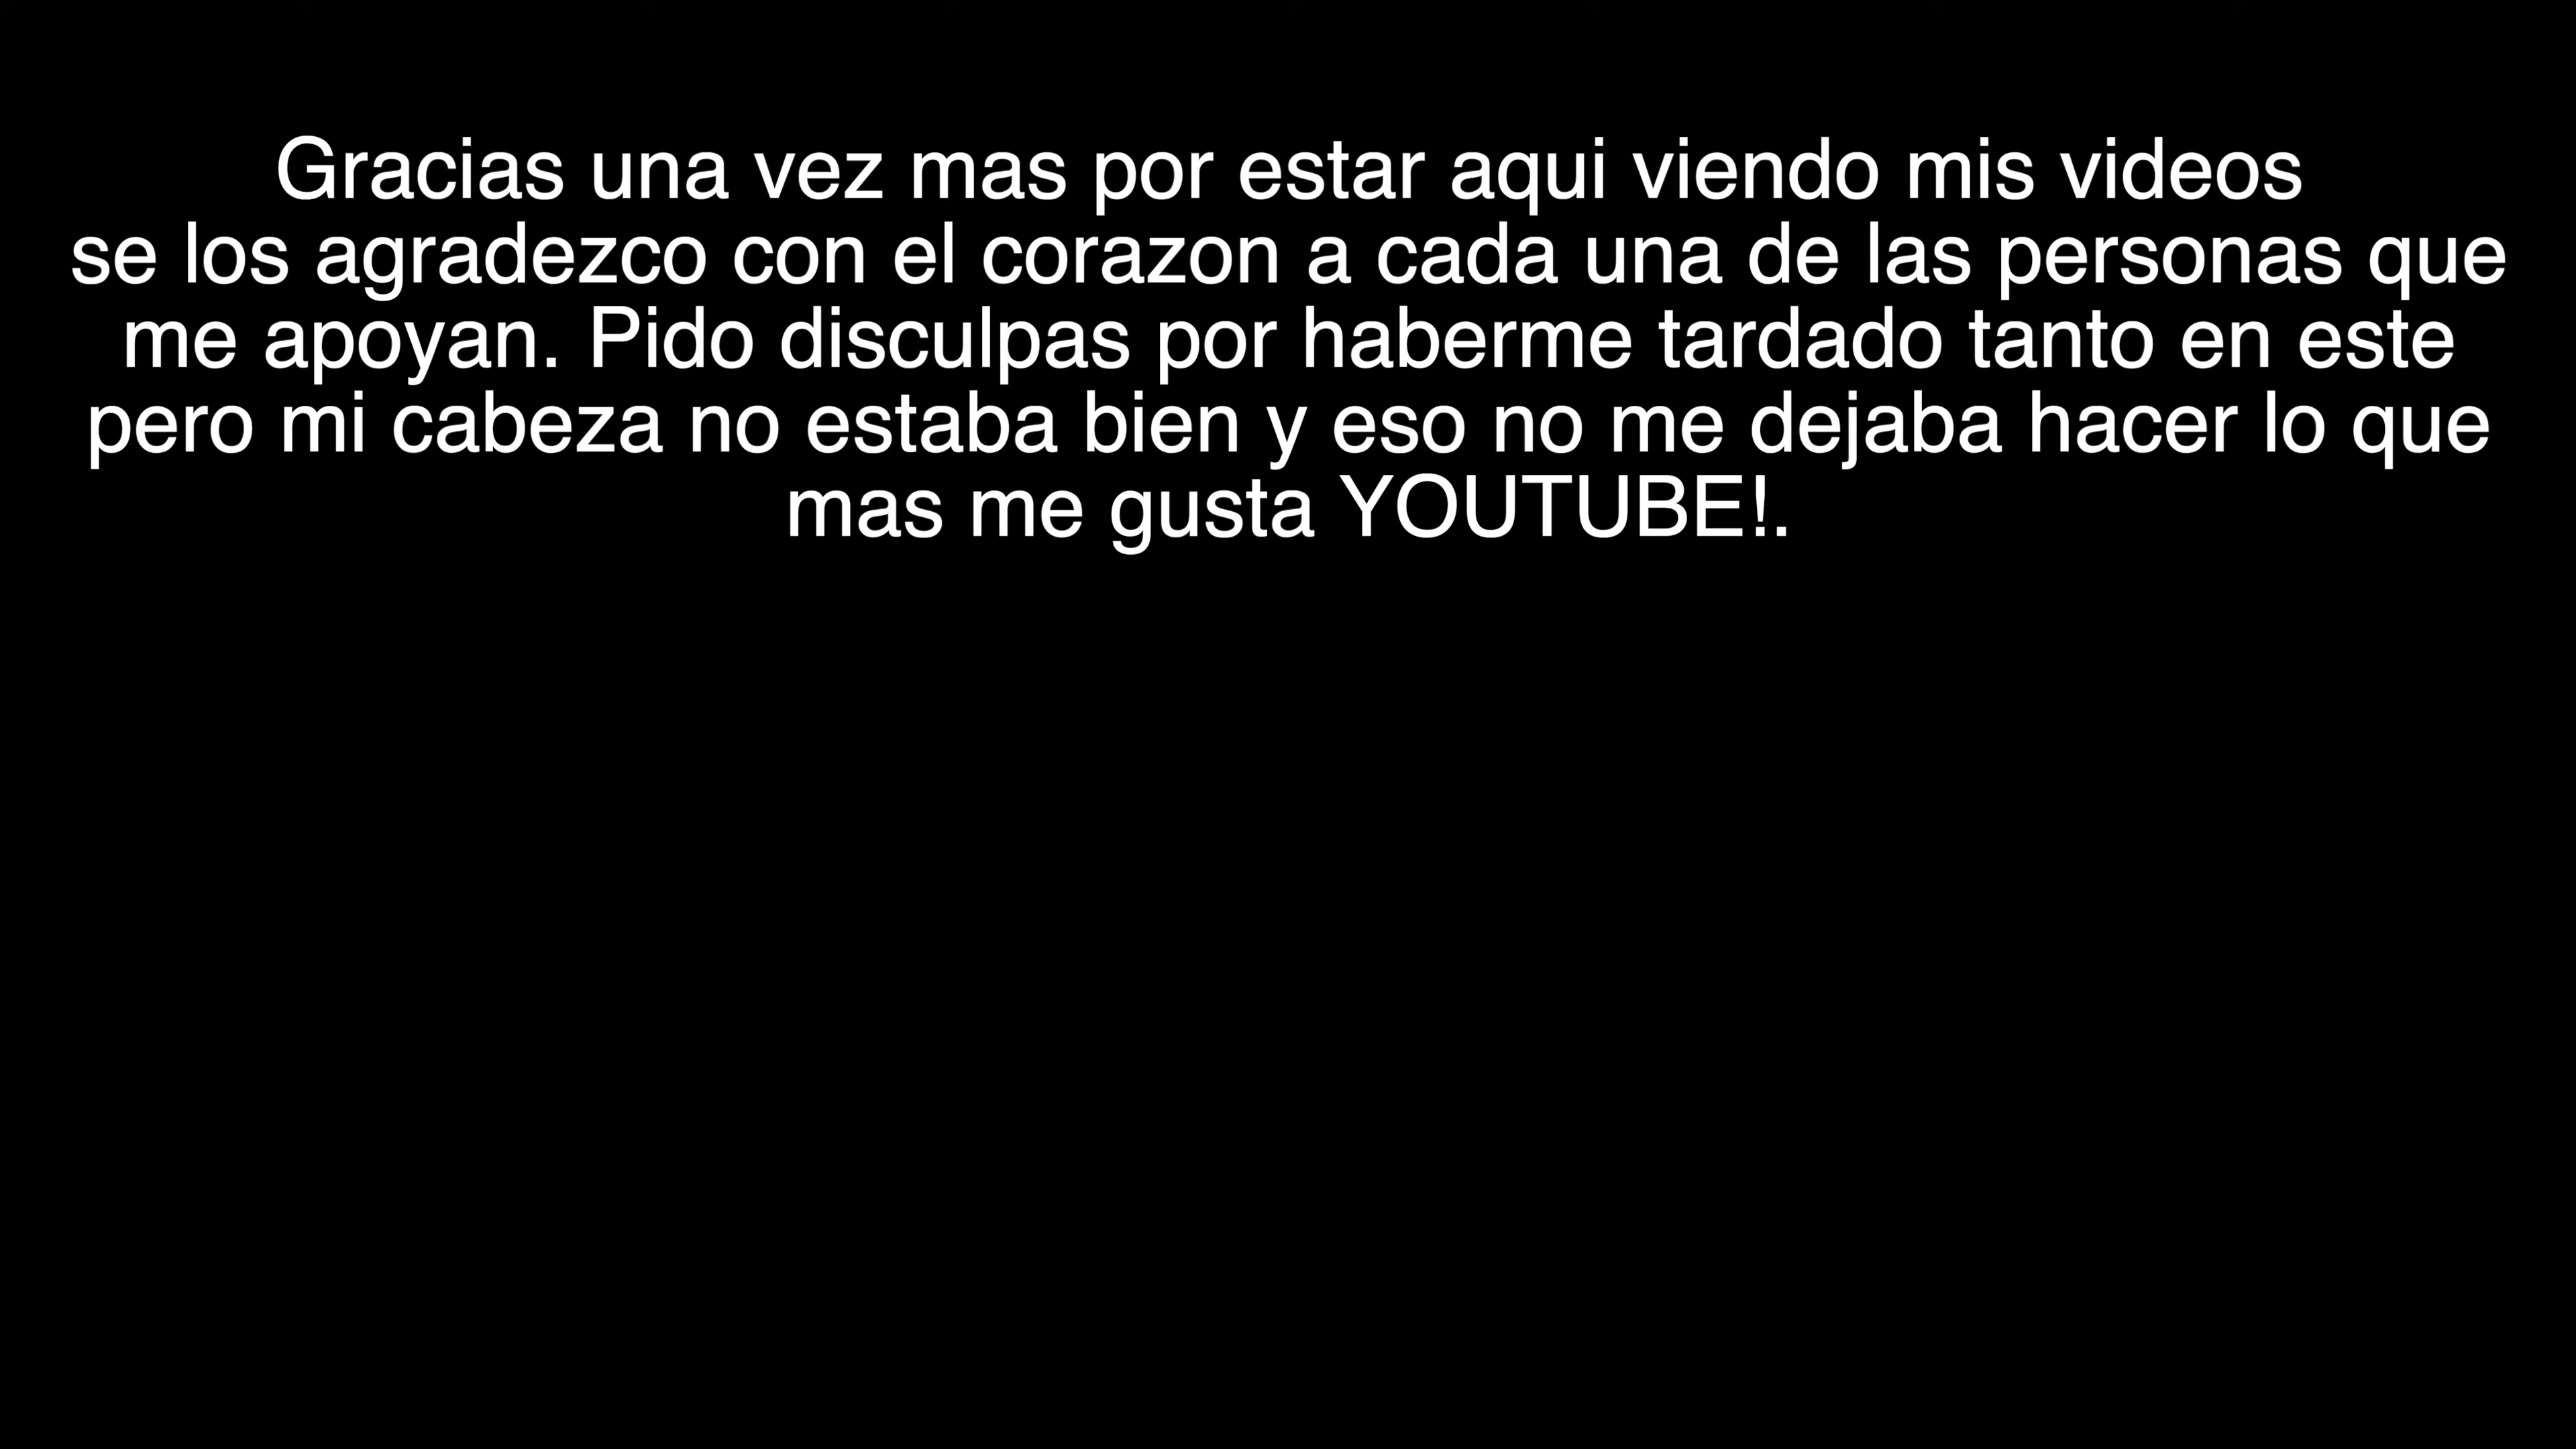 Gracias una vez mas por estar aqui viendo mis videos
se los agradezco con el corazon a cada una de las personas que
me apoyan. Pido disculpas por haberme tardado tanto en este
pero mi cabeza no estaba bien y eso no me dejaba hacer lo que
mas me gusta YOUTUBE!.